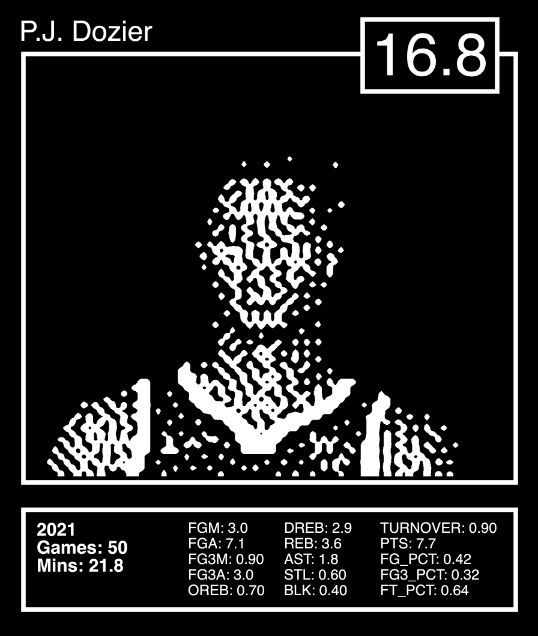 P.J. Dozier
16.8
2021
Games: 50
Mins: 21.8
FGM: 3.0
FGA: 7.1
FG3M: 0.90
FG3A: 3.0
OREB: 0.70
DREB: 2.9
REB: 3.6
AST: 1.8
STL: 0.60
BLK: 0.40
TURNOVER: 0.90
PTS: 7.7
FG_PCT: 0.42
FG3_PCT: 0.32
FT_PCT: 0.64